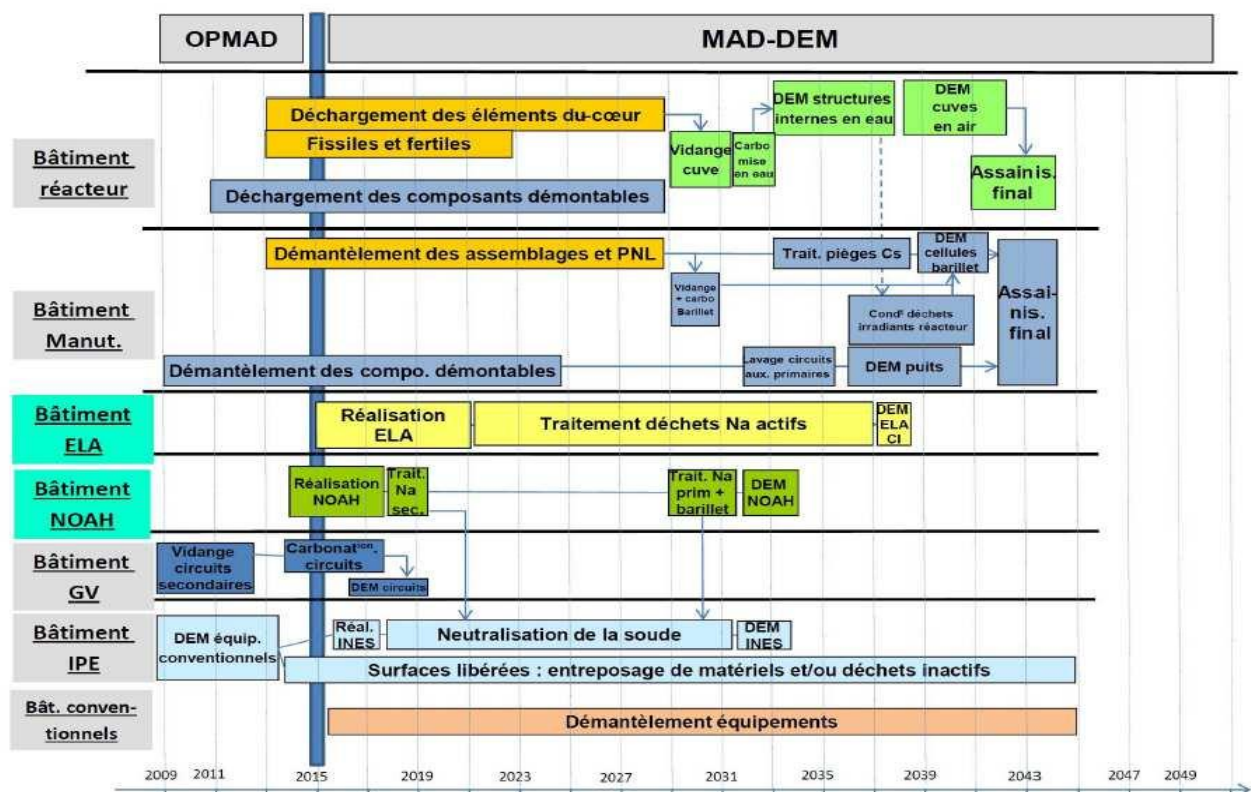 OPMAD
MAD-DEM
Bâtiment
réacteur
Déchargement des éléments du-cœur
Fissiles et fertiles
Déchargement des composants démontables
Vidange
cuve
Carbo
mise
en eau
DEM structures
internes en eau
DEM
cuves
en air
Assainis.
final
Bâtiment
Manut.
Démantèlement des assemblages et PNL
Vidange
+ carbo
Barillet
Trait. pièges Cs
DEM
cellules
barillet
Condt déchets
irradiants réacteur
Assai-
nis.
final
Démantèlement des compo. démontables
Lavage circuits
aux. primaires
DEM puits
Bâtiment
ELA
Réalisation
ELA
Traitement déchets Na actifs
DEM
ELA
CI
Bâtiment
NOAH
Réalisation
NOAH
Trait.
Na
sec.
Trait. Na
prim +
barillet
DEM
NOAH
Bâtiment
GV
Vidange
circuits
secondaires
Carbonation.
circuits
DEM circuits
Bâtiment
IPE
DEM équip.
conventionnels
Réal.
INES
Neutralisation de la soude
DEM
INES
Surfaces libérées : entreposage de matériels et/ou déchets inactifs
Bât. conven-
tionnels
Démantèlement équipements
2009 2011 2015 2019 2023 2027 2031 2035 2039 2043 2047 2049